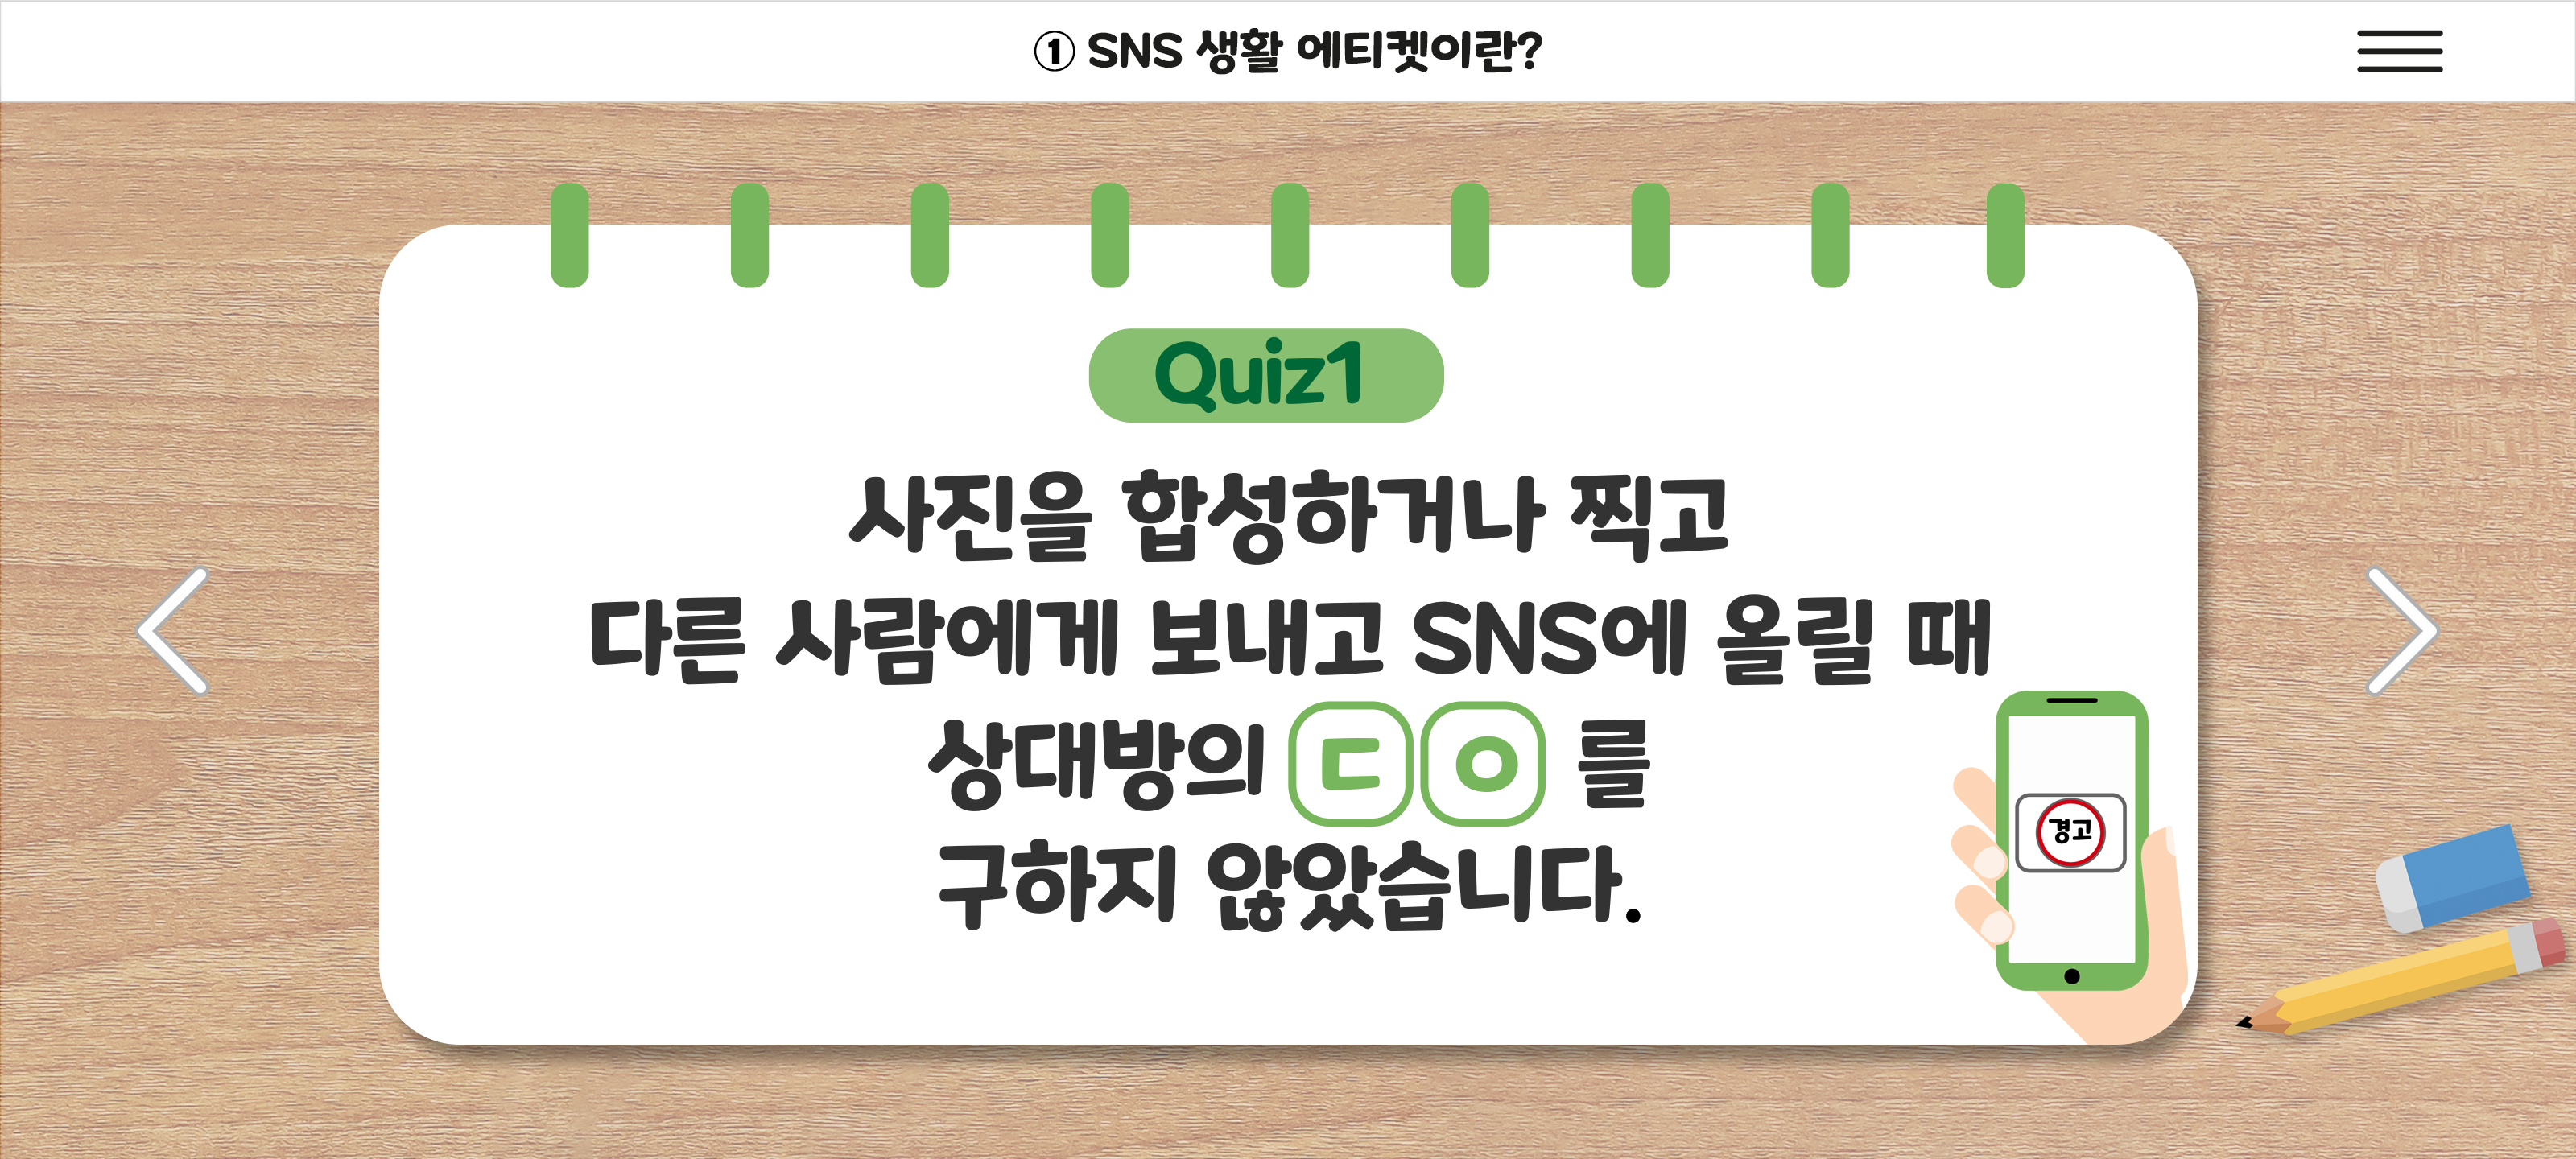 ① SNS 생활 에티켓이란?
Quiz1
사진을 합성하거나 찍고
다른 사람에게 보내고 SNS에 올릴 때
상대방의 ㄷㅇ 를
구하지 않았습니다.
경고